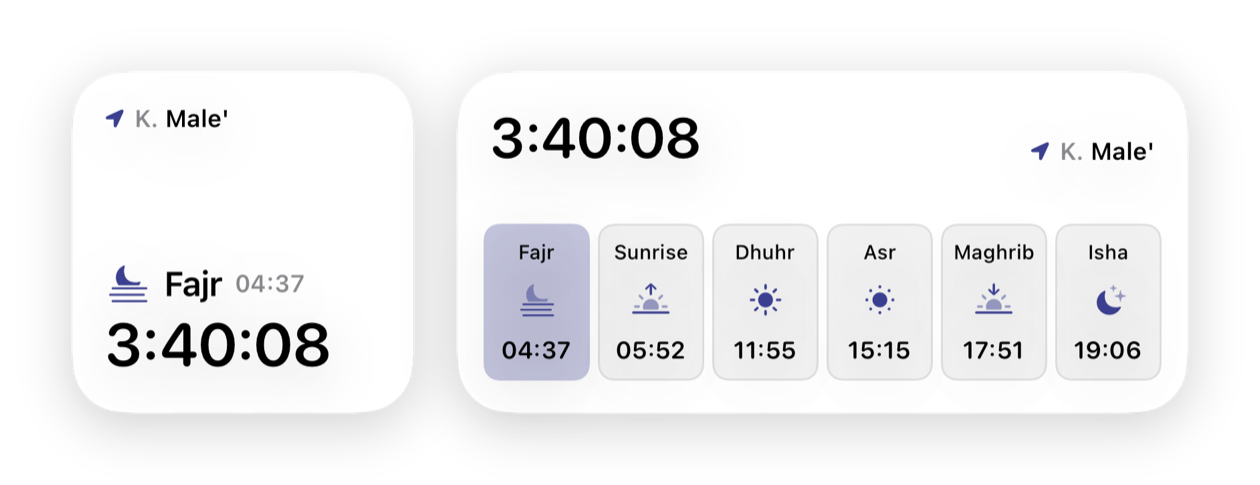 K. Male'
Fajr 04:37
3:40:08
3:40:08
K. Male'
Fajr Sunrise Dhuhr Asr Maghrib Isha
04:37 05:52 11:55 15:15 17:51 19:06